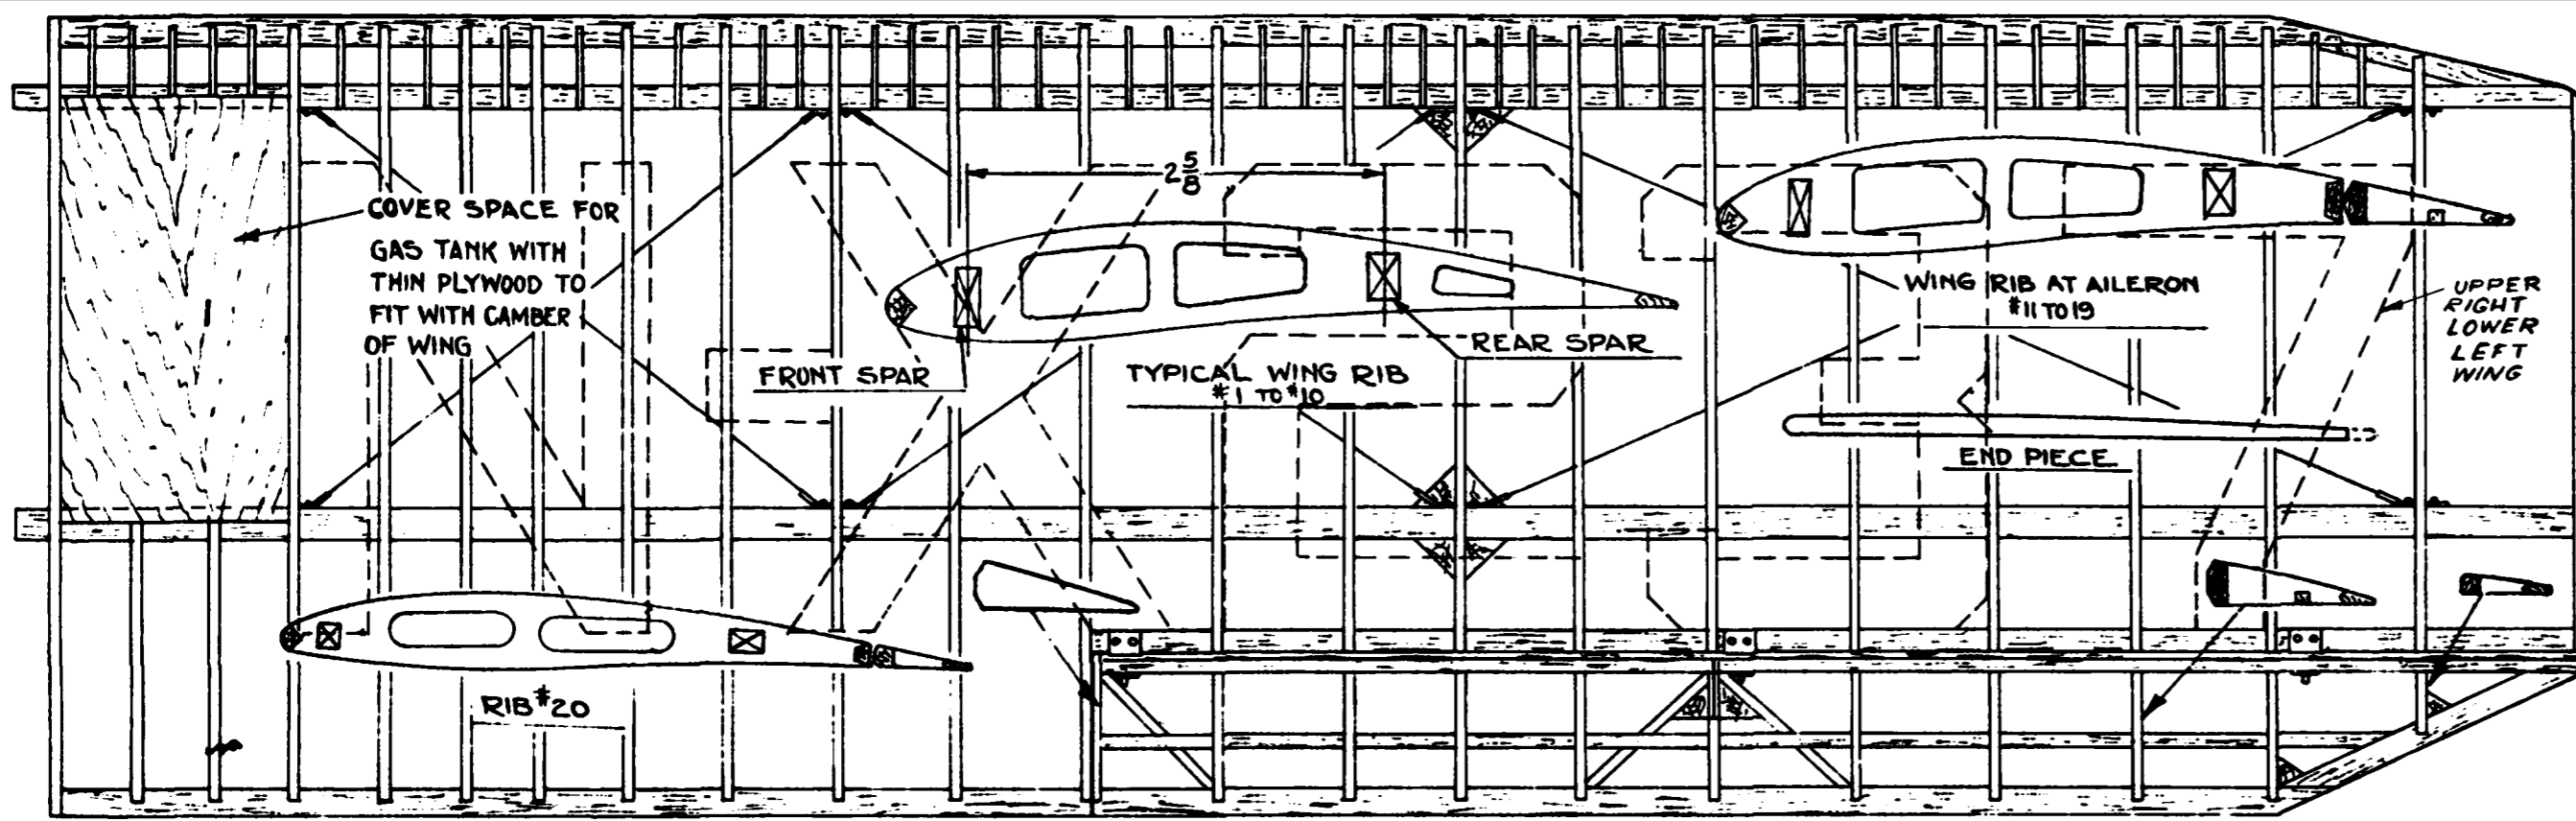 COVER SPACE FOR
GAS TANK WITH
THIN PLYWOOD TO
FIT WITH CAMBER
OF WING
2 5/8
FRONT SPAR
REAR SPAR
TYPICAL WING RIB
#1 TO #10
WING RIB AT AILERON
#11 TO 19
UPPER
RIGHT
LOWER
LEFT
WING
END PIECE
RIB #20